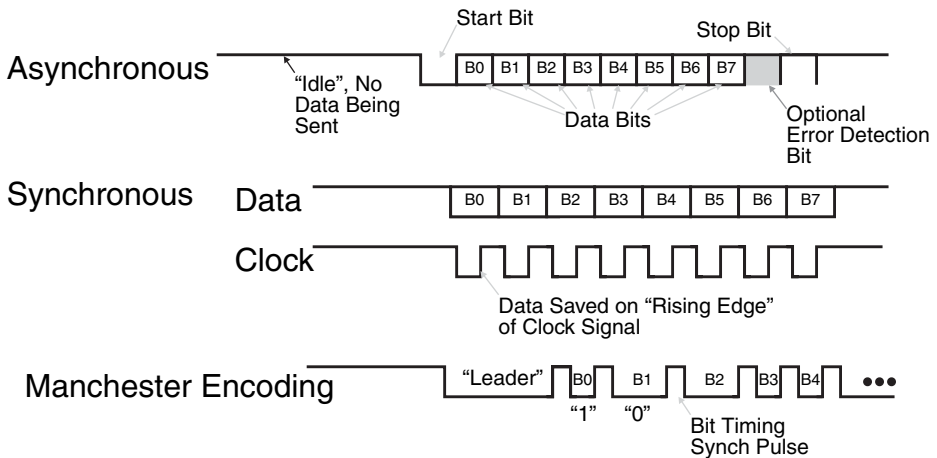 Start Bit
Stop Bit
Asynchronous
B0 B1 B2 B3 B4 B5 B6 B7
“Idle”, No
Data Being
Sent
Data Bits
Optional
Error Detection
Bit
Synchronous
Data
B0 B1 B2 B3 B4 B5 B6 B7
Clock
Data Saved on “Rising Edge”
of Clock Signal
Manchester Encoding
“Leader” B0 B1 B2 B3 B4 •••
“1” “0”
Bit Timing
Synch Pulse